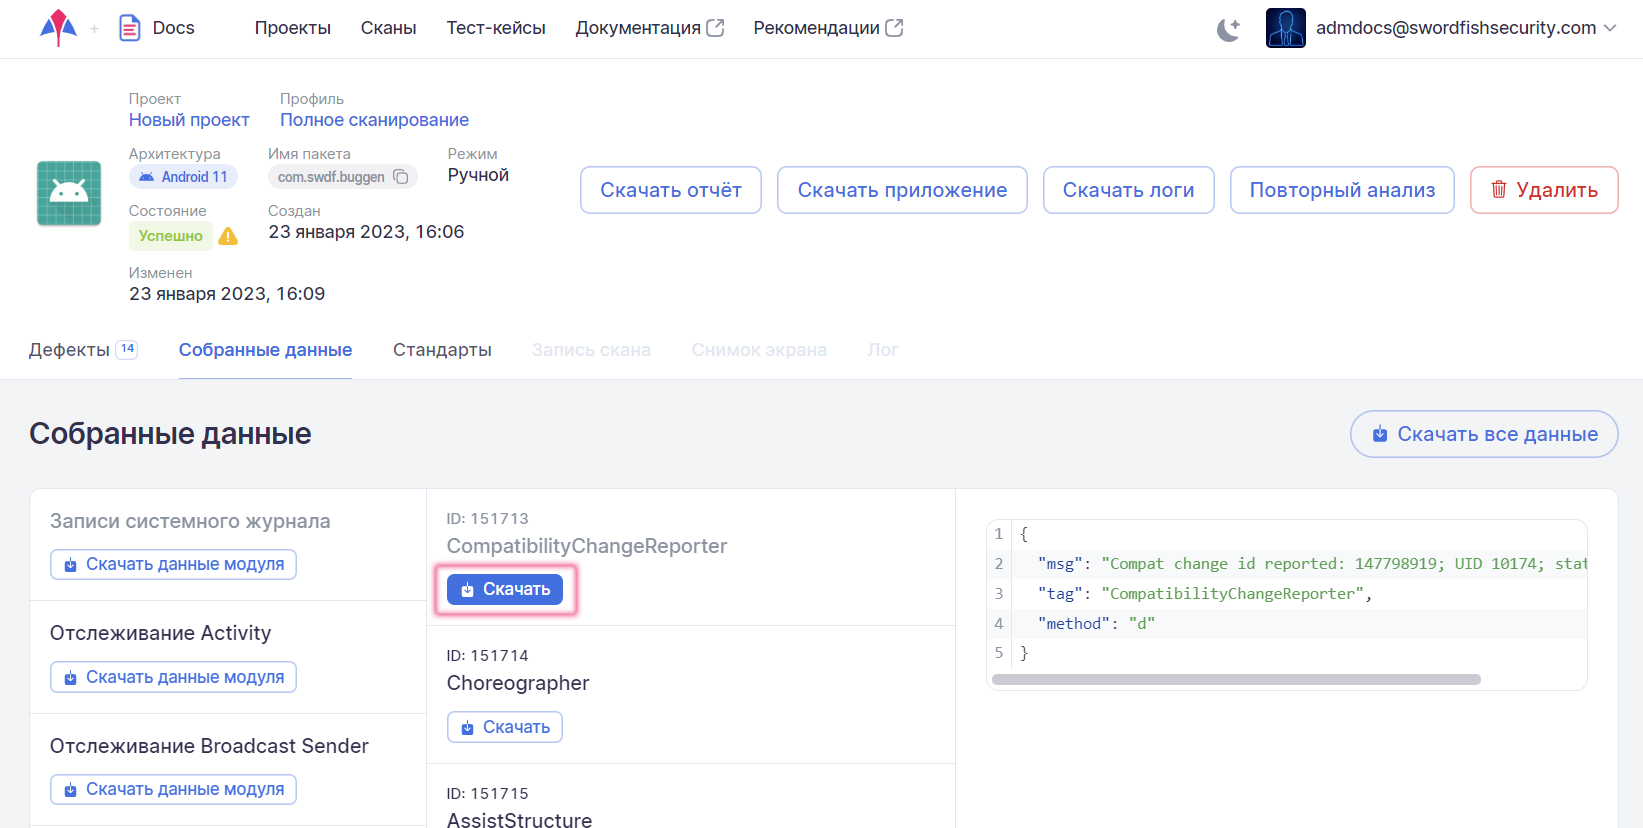 Docs
Проекты
Сканы
Тест-кейсы
Документация
Рекомендации
admdocs@swordfishsecurity.com
Проект
Новый проект
Профиль
Полное сканирование
Архитектура
Android 11
Имя пакета
com.swdf.buggen
Режим
Ручной
Состояние
Успешно
Создан
23 января 2023, 16:06
Изменен
23 января 2023, 16:09
Скачать отчёт
Скачать приложение
Скачать логи
Повторный анализ
Удалить
Дефекты 14
Собранные данные
Стандарты
Запись скана
Снимок экрана
Лог
Собранные данные
Скачать все данные
Записи системного журнала
Скачать данные модуля
Отслеживание Activity
Скачать данные модуля
Отслеживание Broadcast Sender
Скачать данные модуля
ID: 151713
CompatibilityChangeReporter
Скачать
ID: 151714
Choreographer
Скачать
ID: 151715
AssistStructure
1 {
2 "msg": "Compat change id reported: 147798919; UID 10174; stat
3 "tag": "CompatibilityChangeReporter",
4 "method": "d"
5 }